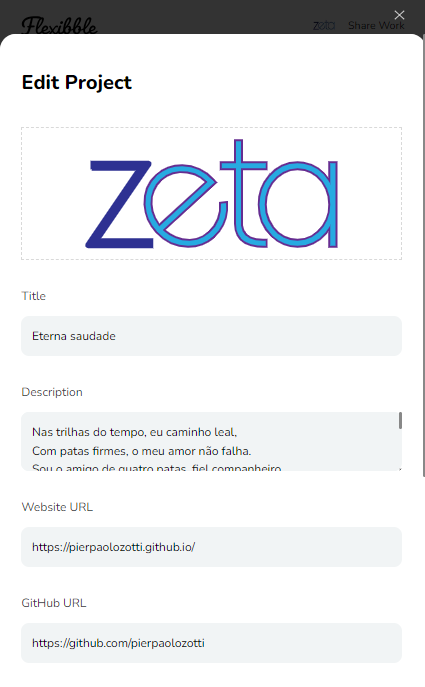 Flexibble
Zeta Share Work
Edit Project
zeta
Title
Eterna saudade
Description
Nas trilhas do tempo, eu caminho leal,
Com patas firmes, o meu amor não falha.
Sou o amigo de quatro patas, fiel companheiro
Website URL
https://pierpaolozotti.github.io/
GitHub URL
https://github.com/pierpaolozotti